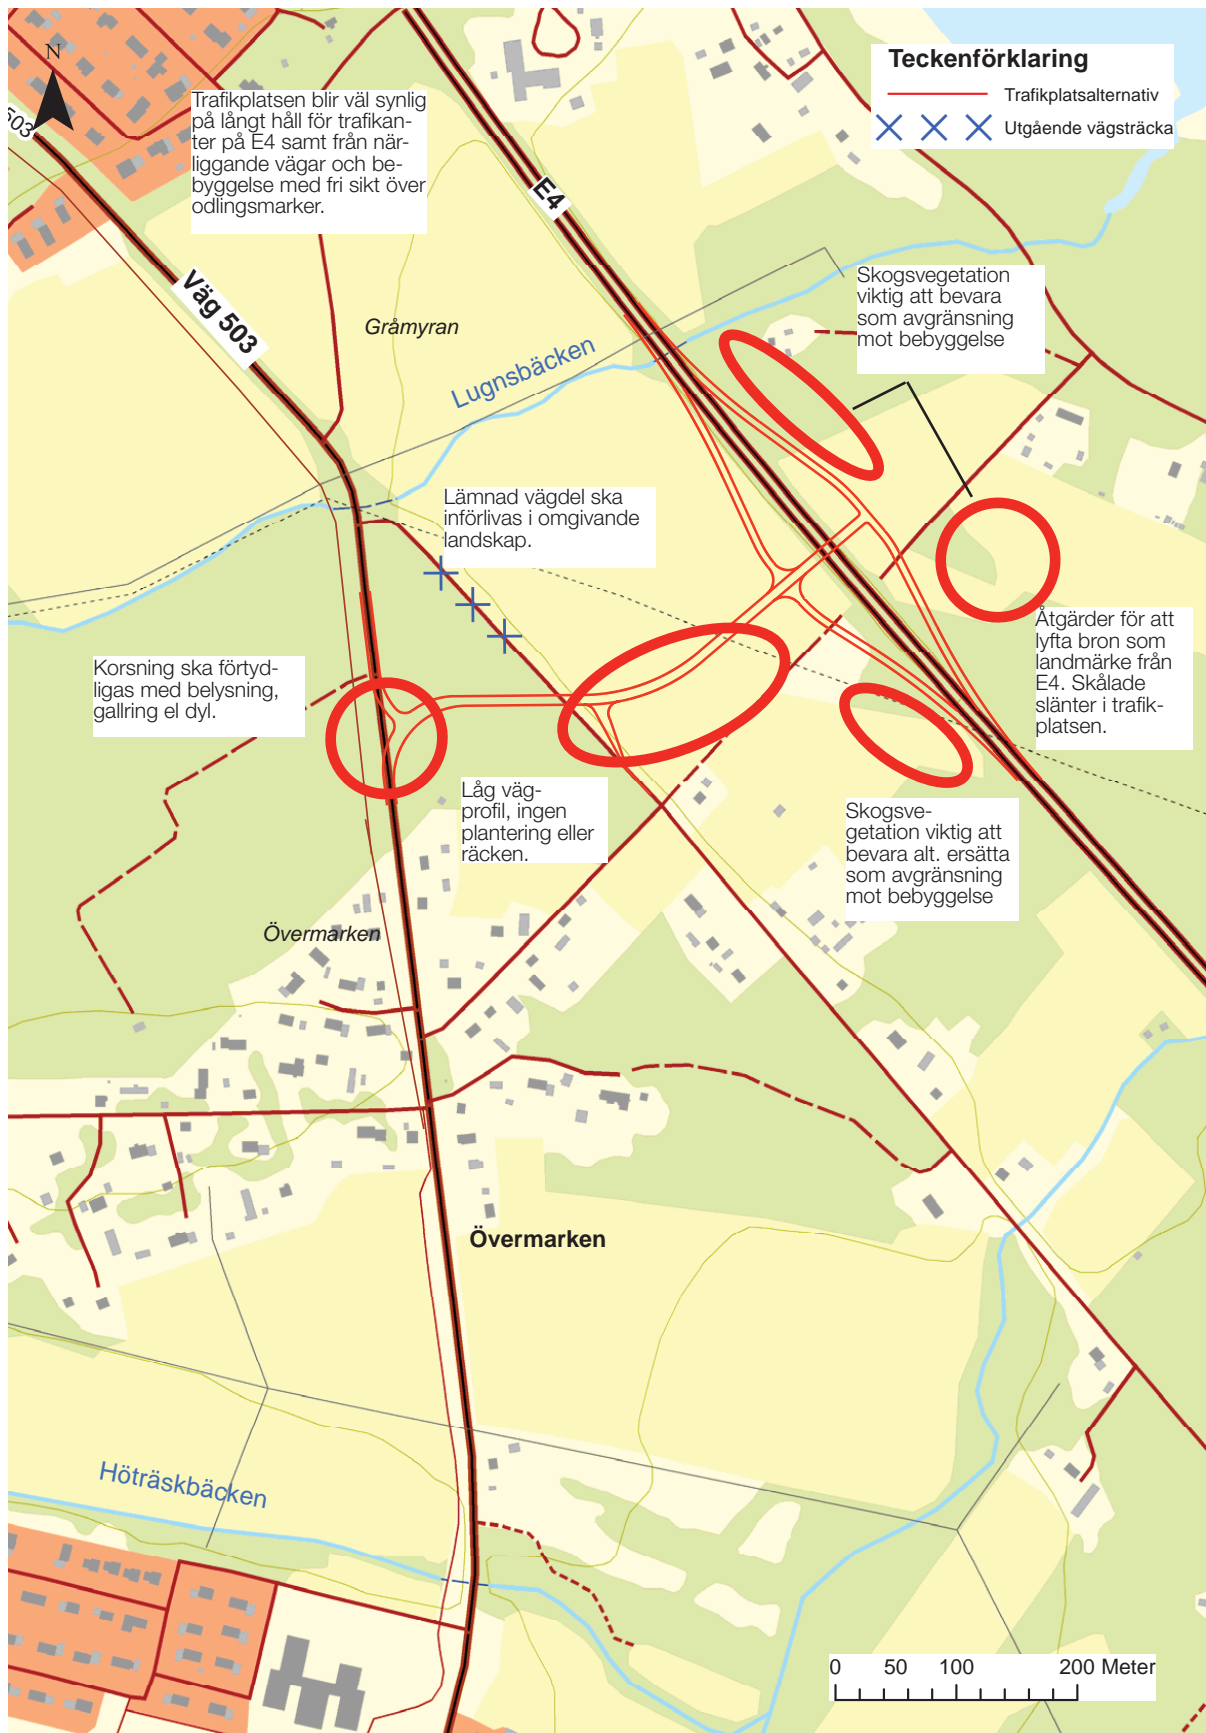 N
Teckenförklaring
Trafikplatsalternativ
Utgående vägsträcka
503
Trafikplatsen blir väl synlig
på långt håll för trafikan-
ter på E4 samt från när-
liggande vägar och be-
byggelse med fri sikt över
odlingsmarker.
E4
Väg 503
Gråmyran
Lugnsbäcken
Skogsvegetation
viktig att bevara
som avgränsning
mot bebyggelse
Lämnad vägdel ska
införlivas i omgivande
landskap.
Åtgärder för att
lyfta bron som
landmärke från
E4. Skålade
slänter i trafik-
platsen.
Korsning ska förtyd-
ligas med belysning,
gallring el dyl.
Låg väg-
profil, ingen
plantering eller
räcken.
Skogsve-
getation viktig att
bevara alt. ersätta
som avgränsning
mot bebyggelse
Övermarken
Övermarken
Höträskbäcken
0 50 100 200 Meter